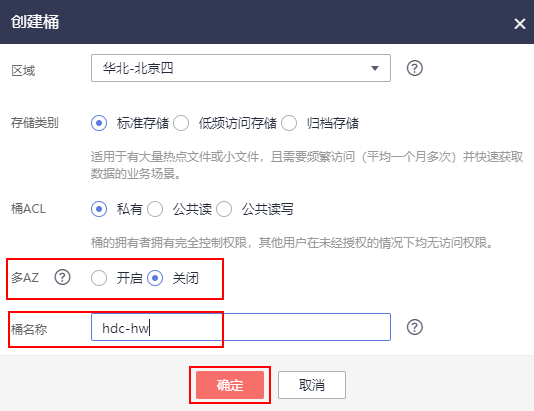 创建桶 ×
区域 华北-北京四 ?
存储类别 标准存储 低频访问存储 归档存储
适用于有大量热点文件或小文件，且需要频繁访问（平均一个月多次）并快速获取
数据的业务场景。
桶ACL 私有 公共读 公共读写
桶的拥有者拥有完全控制权限，其他用户在未经授权的情况下均无访问权限。
多AZ ? 开启 关闭
桶名称 hdc-hw ?
确定 取消